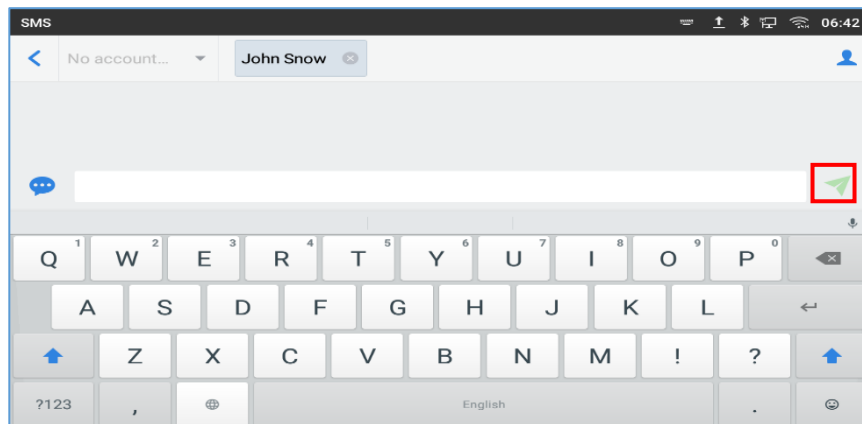 SMS 06:42
No account... John Snow
1 2 3 4 5 6 7 8 9 0
Q W E R T Y U I O P
A S D F G H J K L
Z X C V B N M ! ?
?123 , English .